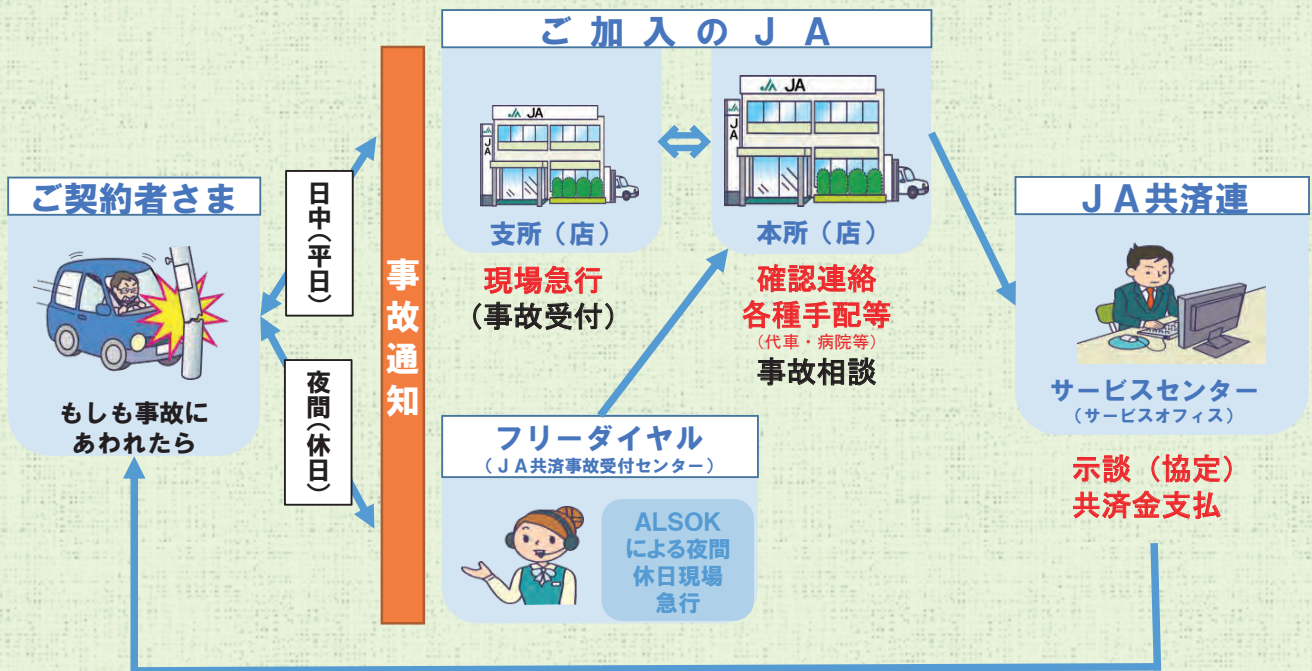 ご加入のJA
JA
JA
JA
JA
支所(店)
本所(店)
現場急行
(事故受付)
確認連絡
各種手配等
(代車・病院等)
事故相談
ご契約者さま
もしも事故に
あわれたら
日中(平日)
夜間(休日)
事故通知
フリーダイヤル
(JA共済事故受付センター)
ALSOK
による夜間
休日現場
急行
JA共済連
サービスセンター
(サービスオフィス)
示談(協定)
共済金支払